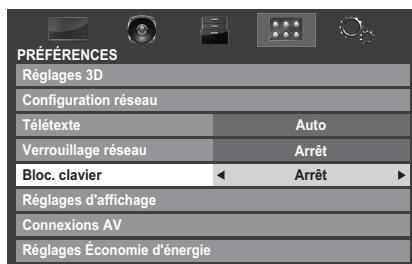 PRÉFÉRENCES
Réglages 3D
Configuration réseau
Télétexte Auto
Verrouillage réseau Arrêt
Bloc. clavier ◀ Arrêt ▶
Réglages d'affichage
Connexions AV
Réglages Économie d'énergie